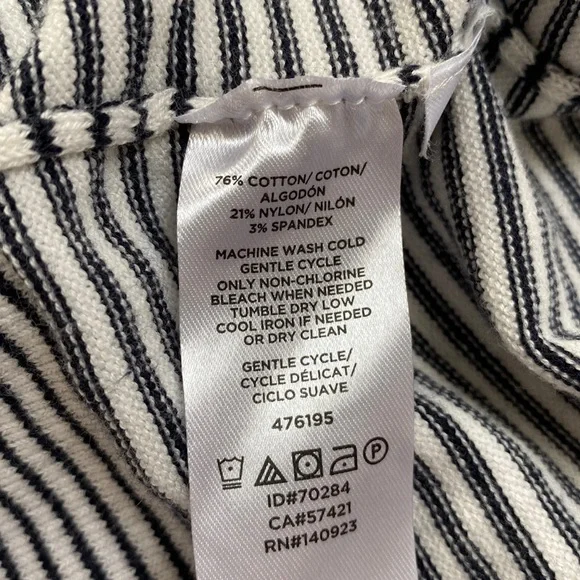 76% COTTON/ COTON/
ALGODÓN
21% NYLON/ NILÓN
3% SPANDEX
MACHINE WASH COLD
GENTLE CYCLE
ONLY NON-CHLORINE
BLEACH WHEN NEEDED
TUMBLE DRY LOW
COOL IRON IF NEEDED
OR DRY CLEAN
GENTLE CYCLE/
CYCLE DÉLICAT/
CICLO SUAVE
476195
P
ID#70284
CA#57421
RN#140923